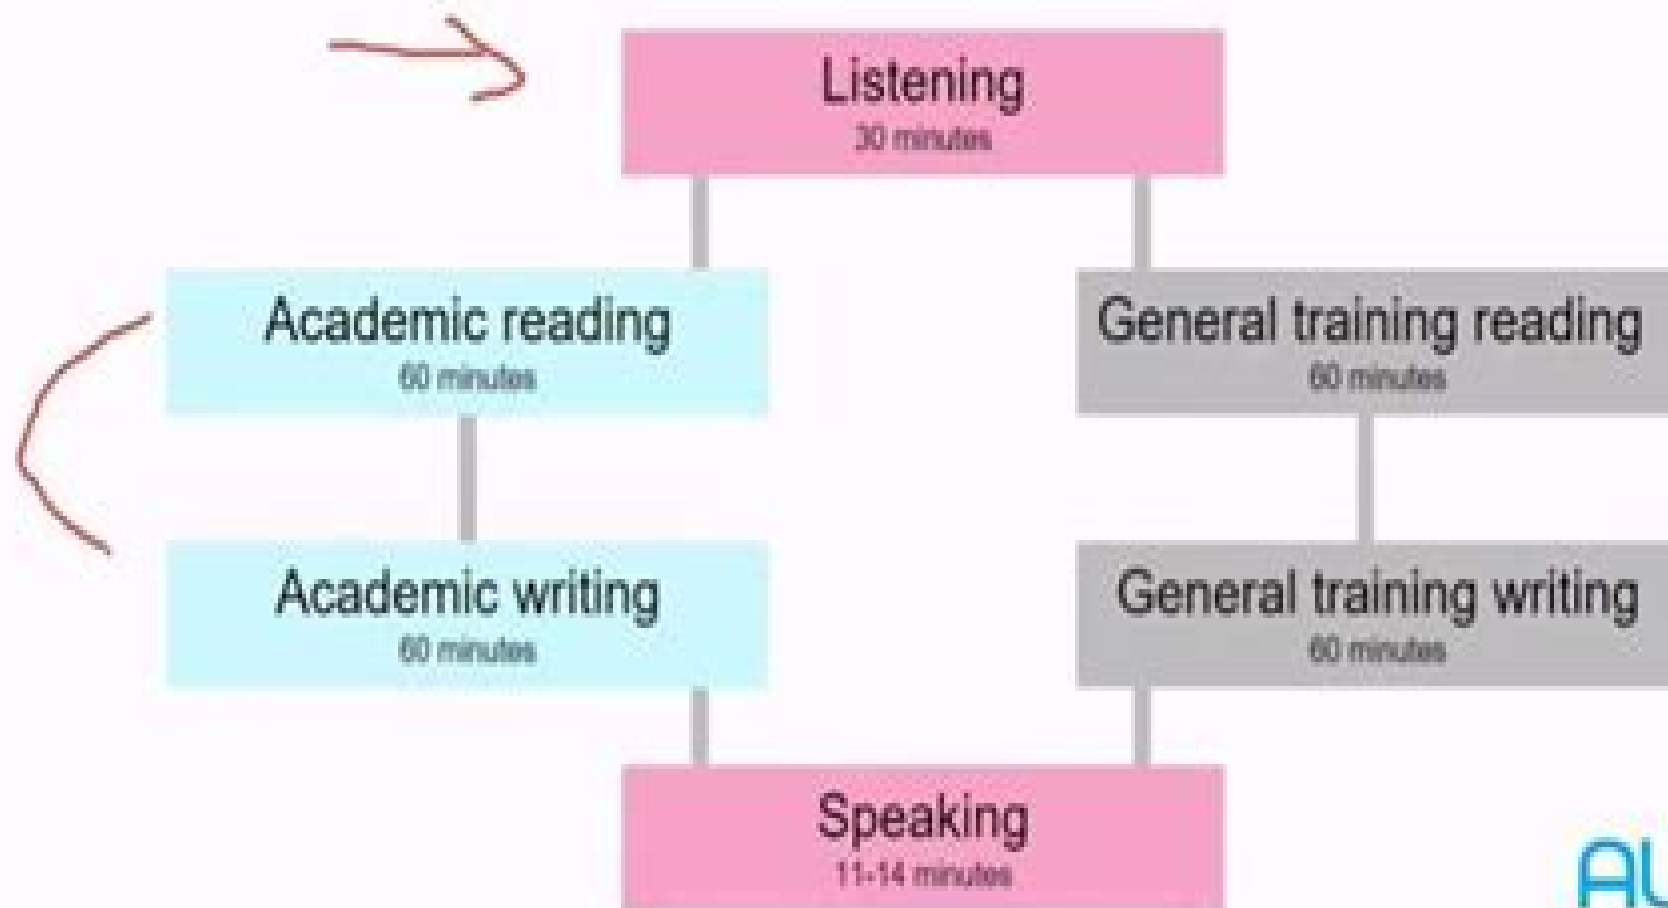 Listening
30 minutes
Academic reading
60 minutes
General training reading
60 minutes
Academic writing
60 minutes
General training writing
60 minutes
Speaking
11-14 minutes